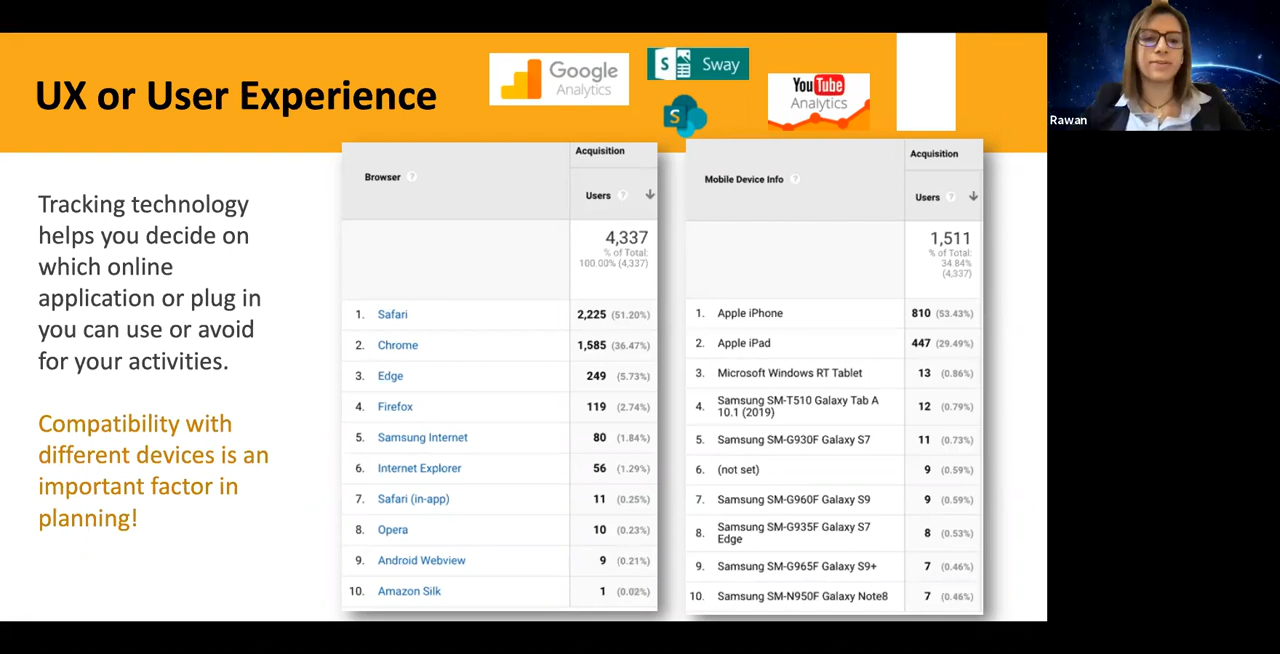 UX or User Experience
Google
Analytics
S
Sway
S
YouTube
Analytics
Rawan
Tracking technology
helps you decide on
which online
application or plug in
you can use or avoid
for your activities.
Compatibility with
different devices is an
important factor in
planning!
Browser ?
Acquisition
Users ?
4,337
% of Total:
100.00% (4,337)
1. Safari 2,225 (51.20%)
2. Chrome 1,585 (36.47%)
3. Edge 249 (5.73%)
4. Firefox 119 (2.74%)
5. Samsung Internet 80 (1.84%)
6. Internet Explorer 56 (1.29%)
7. Safari (in-app) 11 (0.25%)
8. Opera 10 (0.23%)
9. Android Webview 9 (0.21%)
10. Amazon Silk 1 (0.02%)
Mobile Device Info ?
Acquisition
Users ?
1,511
% of Total:
34.84%
(4,337)
1. Apple iPhone 810 (53.43%)
2. Apple iPad 447 (29.49%)
3. Microsoft Windows RT Tablet 13 (0.86%)
4. Samsung SM-T510 Galaxy Tab A
10.1 (2019) 12 (0.79%)
5. Samsung SM-G930F Galaxy S7 11 (0.73%)
6. (not set) 9 (0.59%)
7. Samsung SM-G960F Galaxy S9 9 (0.59%)
8. Samsung SM-G935F Galaxy S7
Edge 8 (0.53%)
9. Samsung SM-G965F Galaxy S9+ 7 (0.46%)
10. Samsung SM-N950F Galaxy Note8 7 (0.46%)